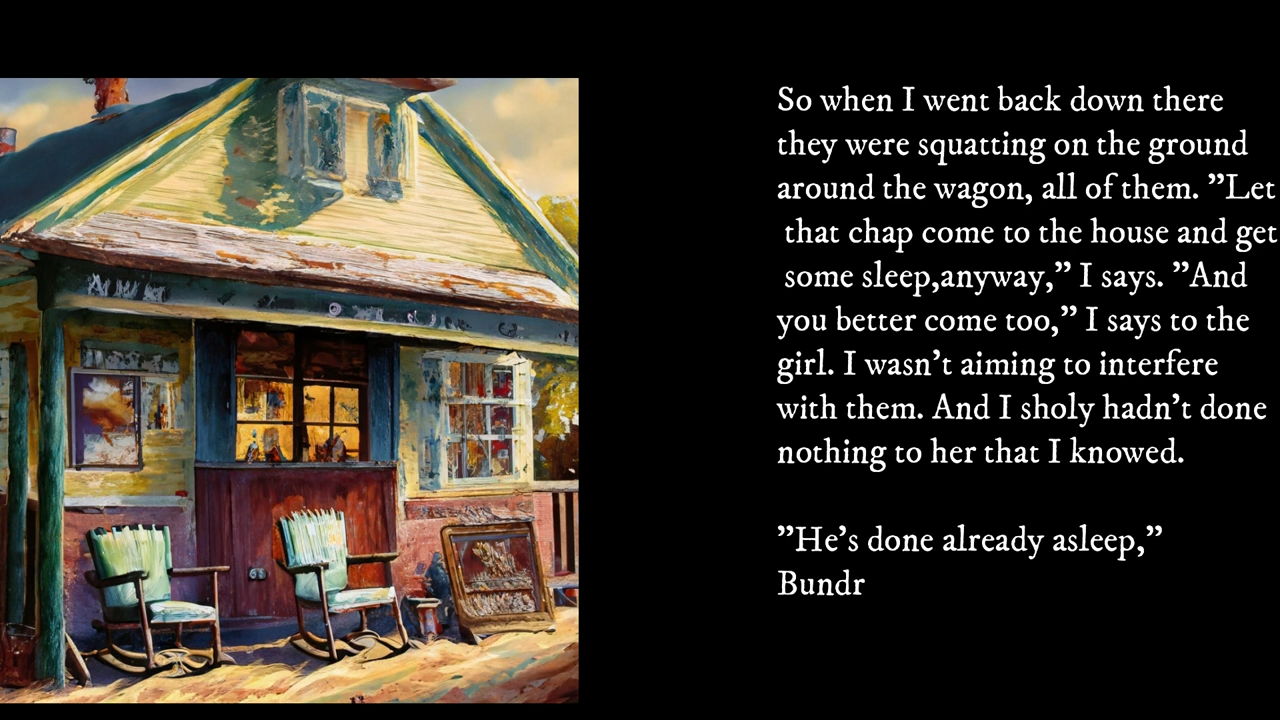 So when I went back down there
they were squatting on the ground
around the wagon, all of them. ”Let
that chap come to the house and get
some sleep,anyway,” I says. ”And
you better come too,” I says to the
girl. I wasn’t aiming to interfere
with them. And I sholy hadn’t done
nothing to her that I knowed.
”He’s done already asleep,”
Bundr